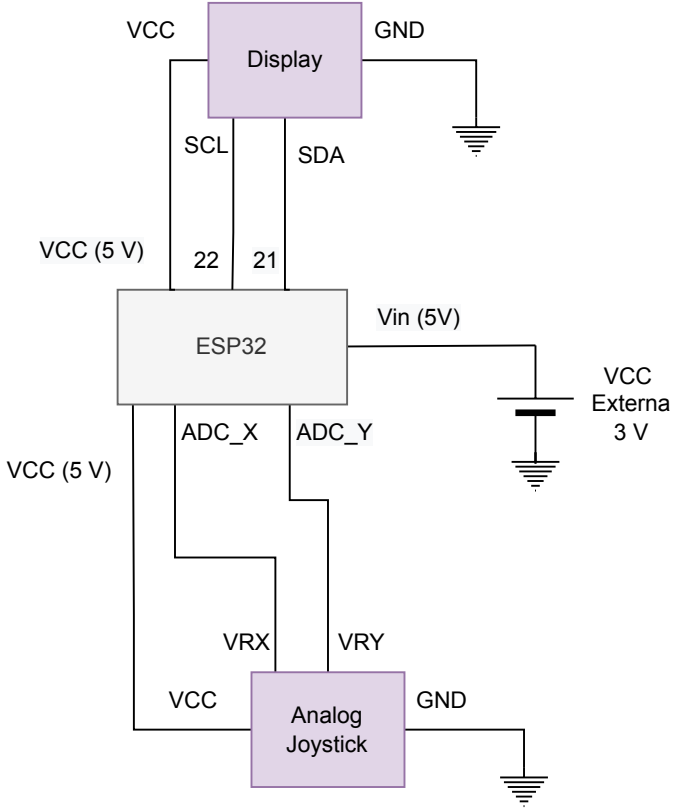 VCC
GND
Display
SCL
SDA
VCC (5 V)
22
21
Vin (5V)
ESP32
VCC
Externa
3 V
ADC_X
ADC_Y
VCC (5 V)
VRX
VRY
VCC
GND
Analog
Joystick